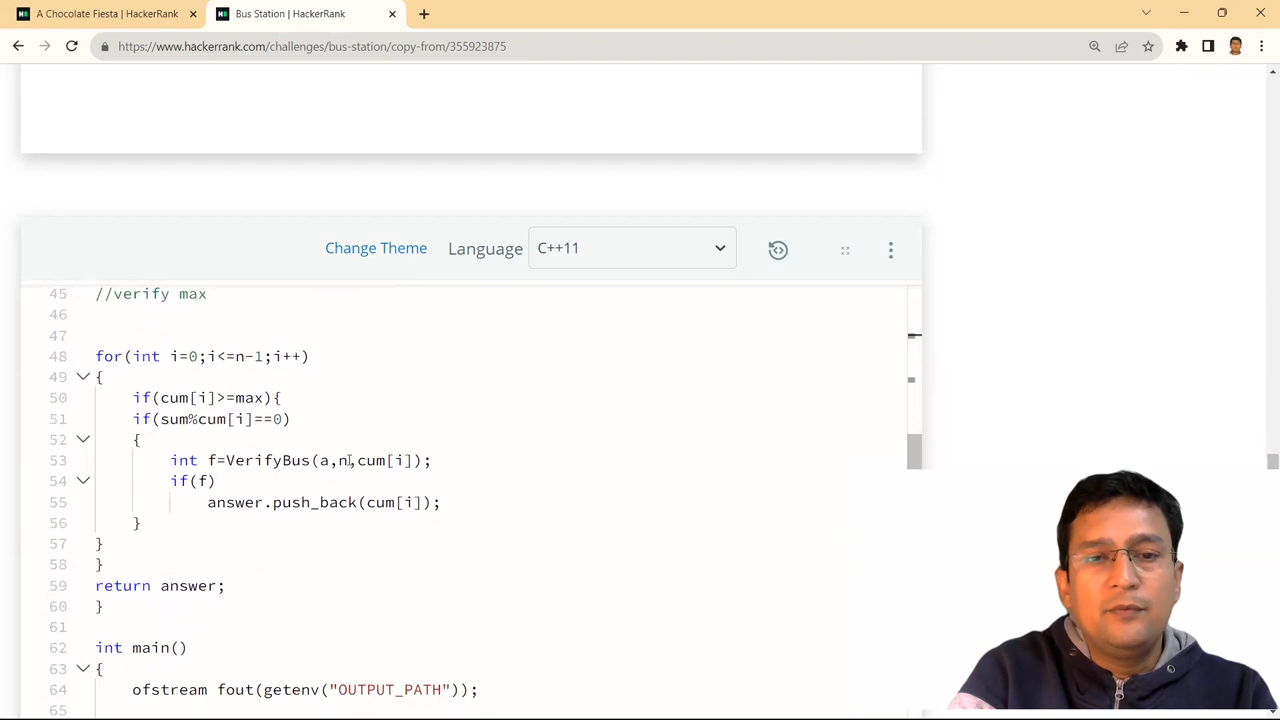 A Chocolate Fiesta | HackerRank
Bus Station | HackerRank
https://www.hackerrank.com/challenges/bus-station/copy-from/355923875
Change Theme Language C++11
45 //verify max
46
47
48 for(int i=0;i<=n-1;i++)
49 {
50 if(cum[i]>=max){
51 if(sum%cum[i]==0)
52 {
53 int f=VerifyBus(a,n,cum[i]);
54 if(f)
55 answer.push_back(cum[i]);
56 }
57 }
58 }
59 return answer;
60 }
61
62 int main()
63 {
64 ofstream fout(getenv("OUTPUT_PATH"));
65